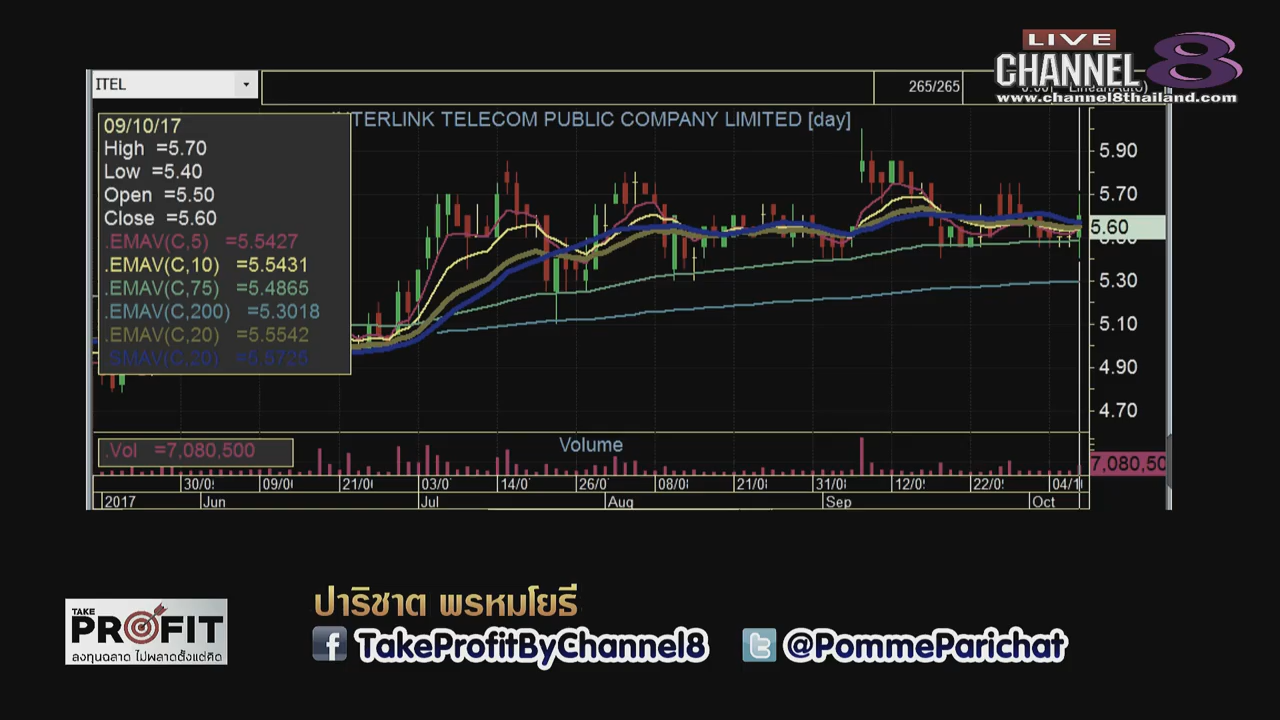 LIVE
CHANNEL 8
www.channel8thailand.com
ITEL
265/265
INTERLINK TELECOM PUBLIC COMPANY LIMITED [day]
09/10/17
High =5.70
Low =5.40
Open =5.50
Close =5.60
.EMAV(C,5) =5.5427
.EMAV(C,10) =5.5431
.EMAV(C,75) =5.4865
.EMAV(C,200) =5.3018
.EMAV(C,20) =5.5542
.SMAV(C,20) =5.5725
5.90
5.70
5.60
5.30
5.10
4.90
4.70
.Vol =7,080,500
Volume
7,080,50
30/0 09/0 21/0 03/0 14/0 26/0 08/0 21/0 31/0 12/0 22/0 04/1
2017 Jun Jul Aug Sep Oct
TAKE
PROFIT
ลงทุนฉลาด ไม่พลาดตั้งแต่คิด
ปาริชาต พรหมโยธี
f TakeProfitByChannel8
t @PommeParichat